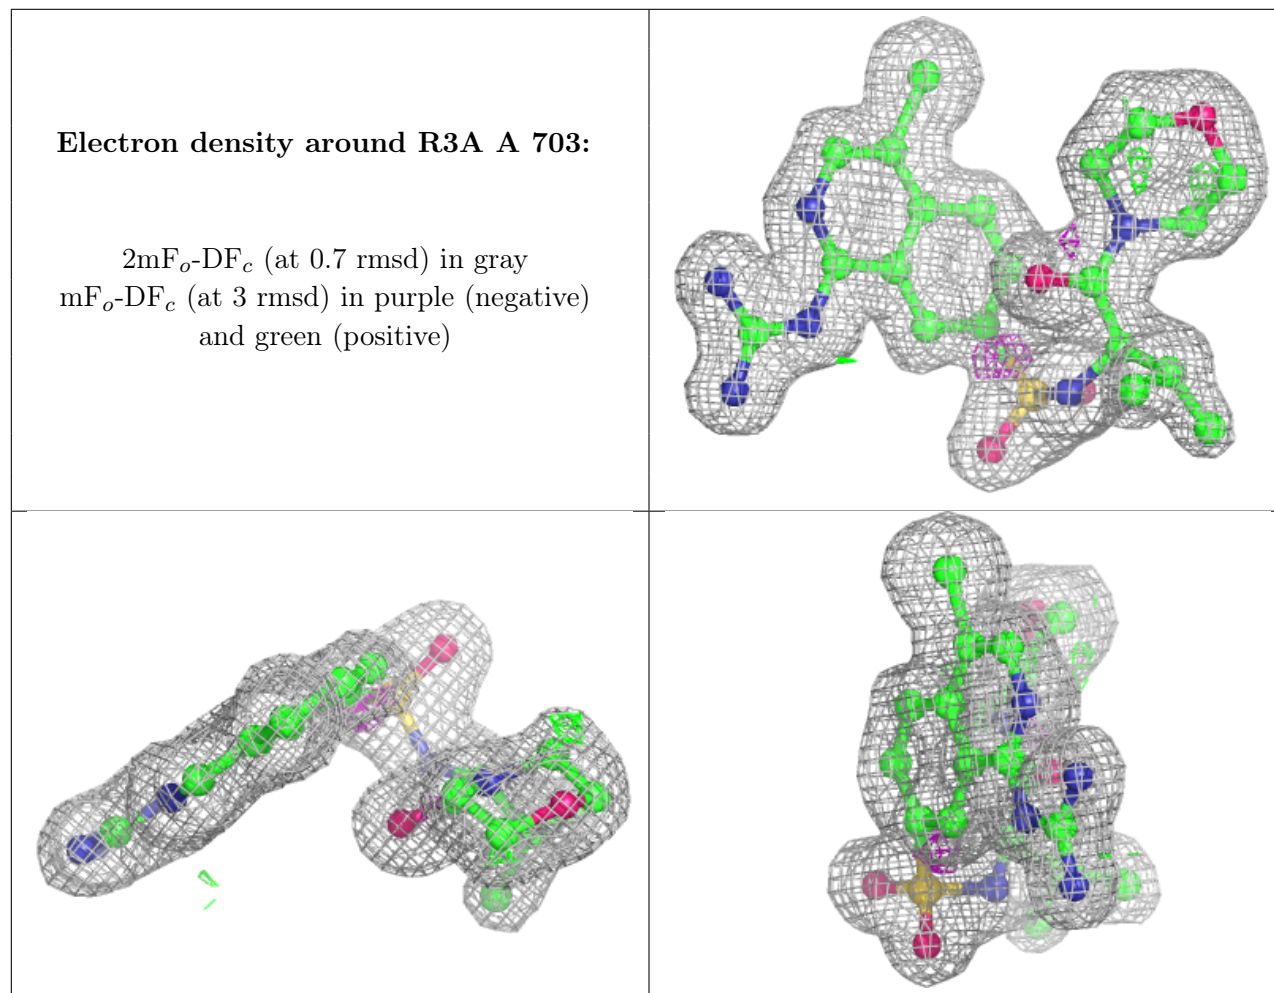 Electron density around R3A A 703:
2mFo-DFc (at 0.7 rmsd) in gray
mFo-DFc (at 3 rmsd) in purple (negative)
and green (positive)